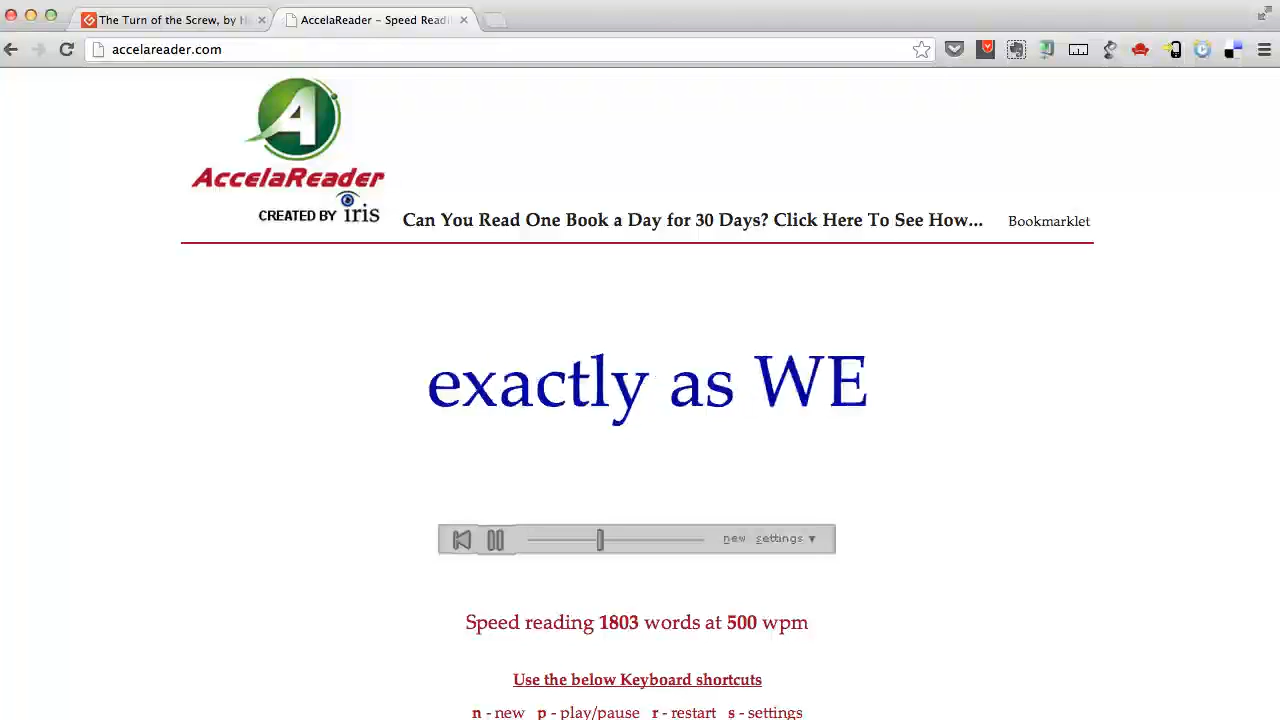 The Turn of the Screw, by H
AccelaReader - Speed Readi
accelareader.com
A
AccelaReader
CREATED BY iris
Can You Read One Book a Day for 30 Days? Click Here To See How...
Bookmarklet
exactly as WE
new settings ▼
Speed reading 1803 words at 500 wpm
Use the below Keyboard shortcuts
n - new p - play/pause r - restart s - settings